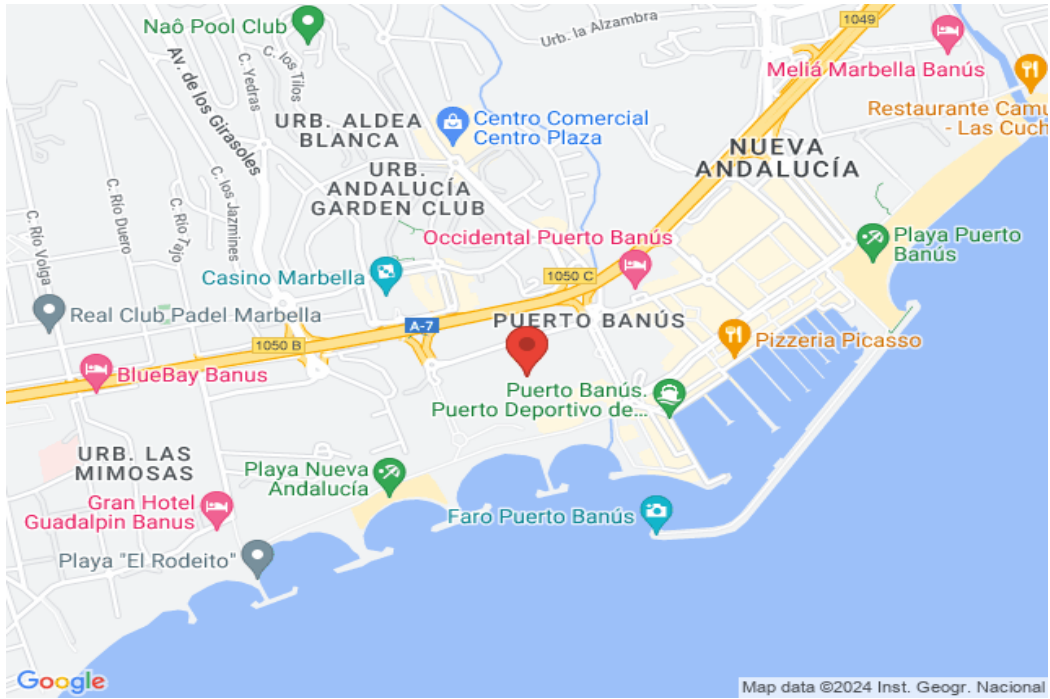 Naô Pool Club
Urb. la Alzambra
1049
Meliá Marbella Banús
Av. de los Girasoles
C. Yedras
C. los Tilos
URB. ALDEA
BLANCA
Centro Comercial
Centro Plaza
Restaurante Camu
- Las Cuch
NUEVA
ANDALUCÍA
URB.
ANDALUCÍA
GARDEN CLUB
C. los Jazmines
C. Río Tajo
C. Río Duero
C. Río Volga
Occidental Puerto Banús
Playa Puerto
Banús
Casino Marbella
1050 C
Real Club Padel Marbella
A-7
PUERTO BANÚS
1050 B
Pizzeria Picasso
BlueBay Banus
Puerto Banús.
Puerto Deportivo de...
URB. LAS
MIMOSAS
Playa Nueva
Andalucía
Gran Hotel
Guadalpin Banus
Faro Puerto Banús
Playa "El Rodeito"
Google
Map data ©2024 Inst. Geogr. Nacional